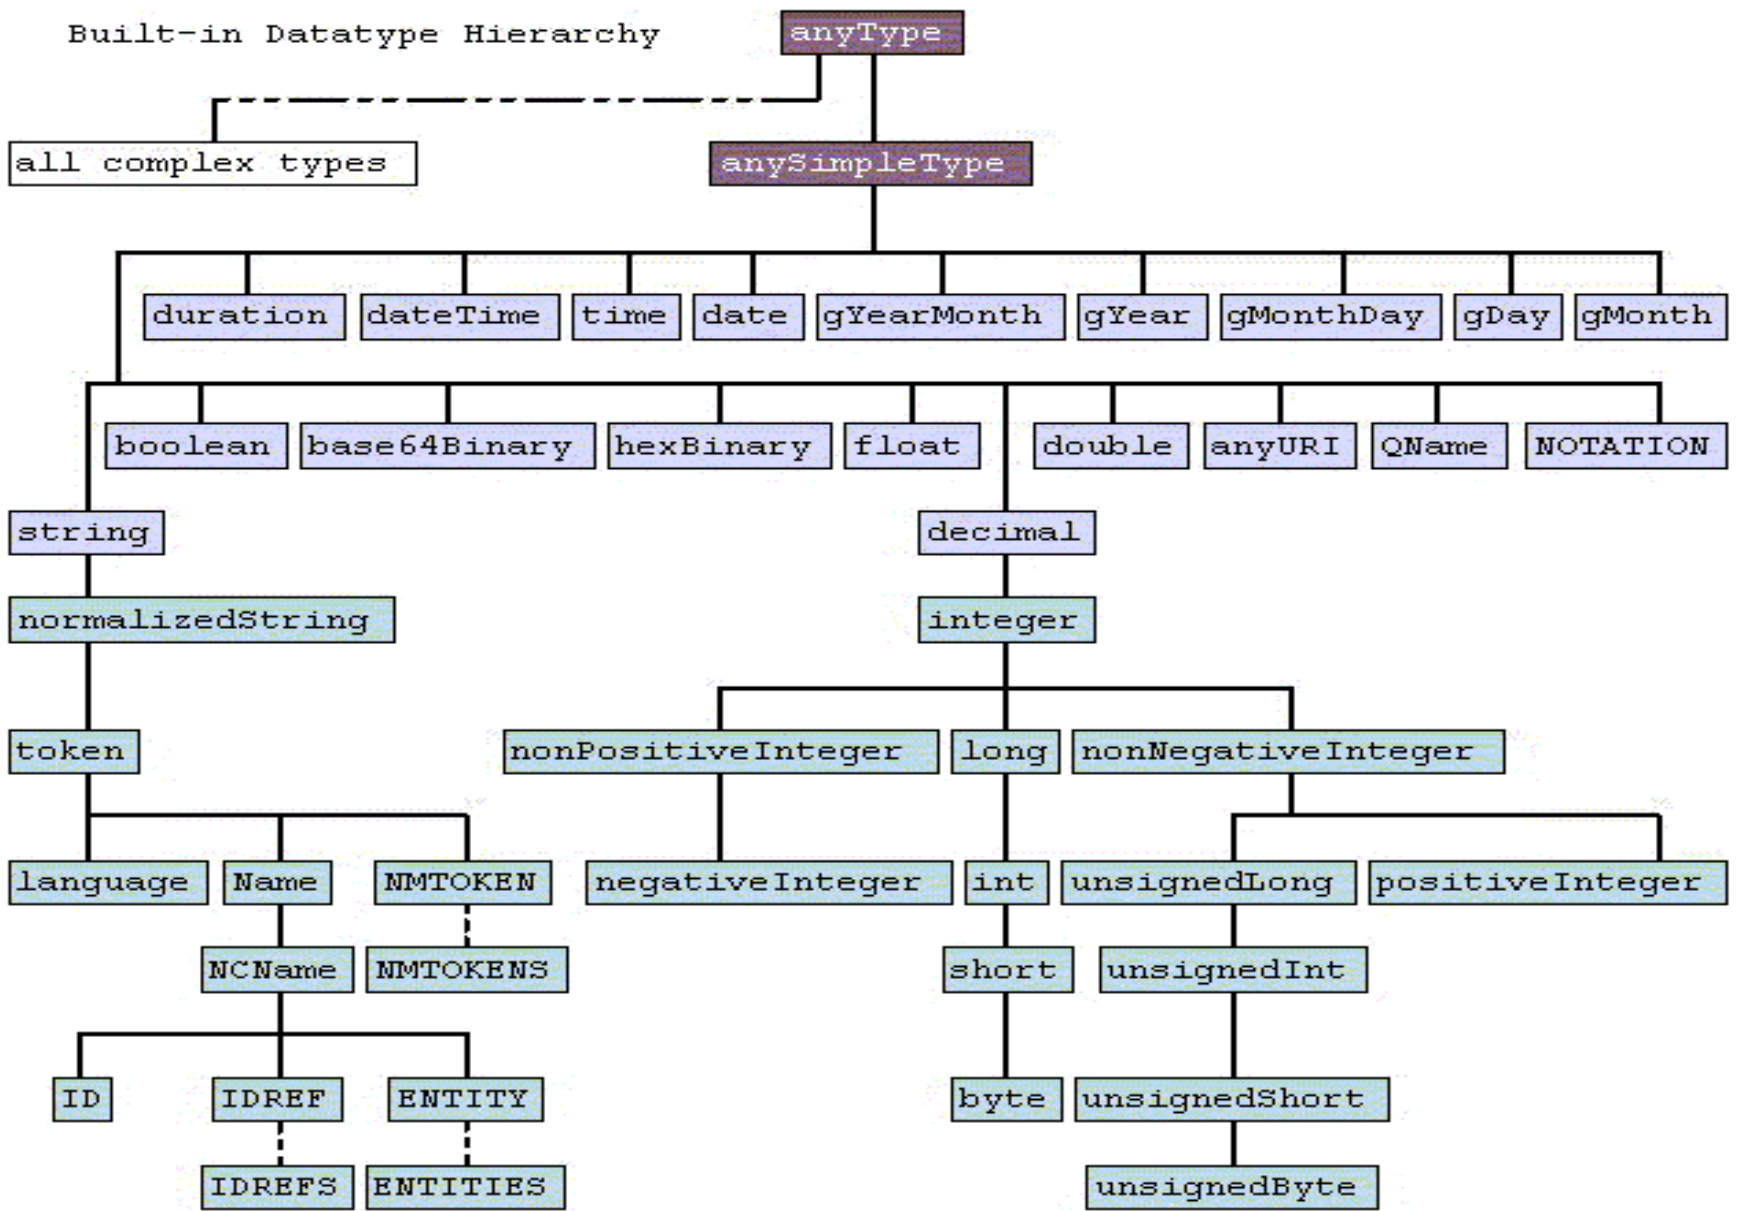 Built-in Datatype Hierarchy
anyType
all complex types
anySimpleType
duration dateTime time date gYearMonth gYear gMonthDay gDay gMonth
boolean base64Binary hexBinary float double anyURI QName NOTATION
string decimal
normalizedString integer
token nonPositiveInteger long nonNegativeInteger
language Name NMTOKEN negativeInteger int unsignedLong positiveInteger
NCName NMTOKENS short unsignedInt
ID IDREF ENTITY byte unsignedShort
IDREFS ENTITIES unsignedByte